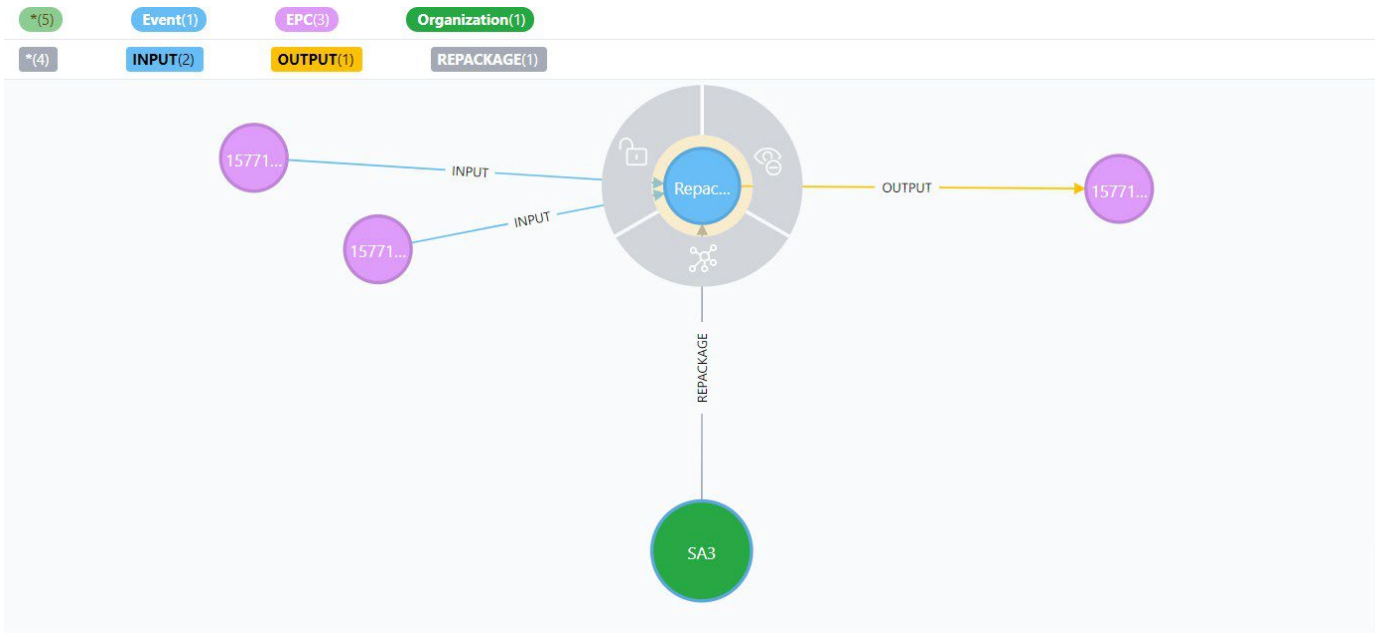 *(5) Event(1) EPC(3) Organization(1)
*(4) INPUT(2) OUTPUT(1) REPACKAGE(1)
15771...
INPUT
Repac...
OUTPUT
15771...
INPUT
15771...
REPACKAGE
SA3